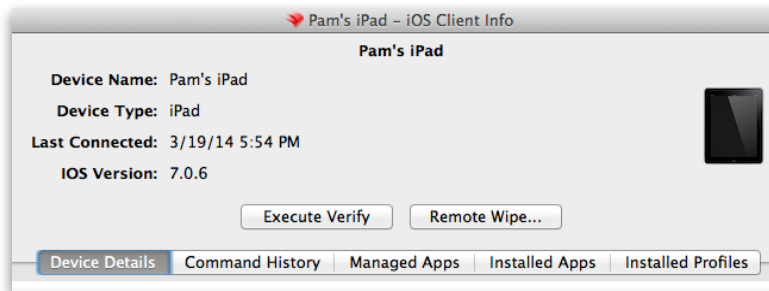 Pam's iPad – iOS Client Info
Pam's iPad
Device Name: Pam's iPad
Device Type: iPad
Last Connected: 3/19/14 5:54 PM
IOS Version: 7.0.6
Execute Verify Remote Wipe...
Device Details Command History Managed Apps Installed Apps Installed Profiles